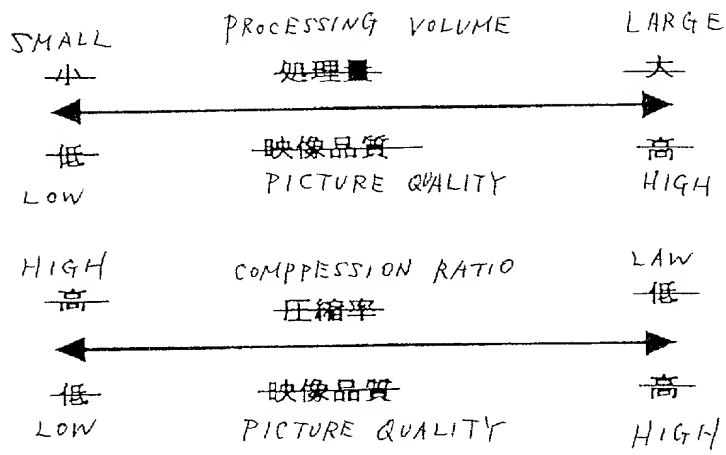 SMALL PROCESSING VOLUME LARGE
小 処理量 大
低 映像品質 高
LOW PICTURE QUALITY HIGH
HIGH COMPPESSION RATIO LAW
高 圧縮率 低
低 映像品質 高
LOW PICTURE QUALITY HIGH